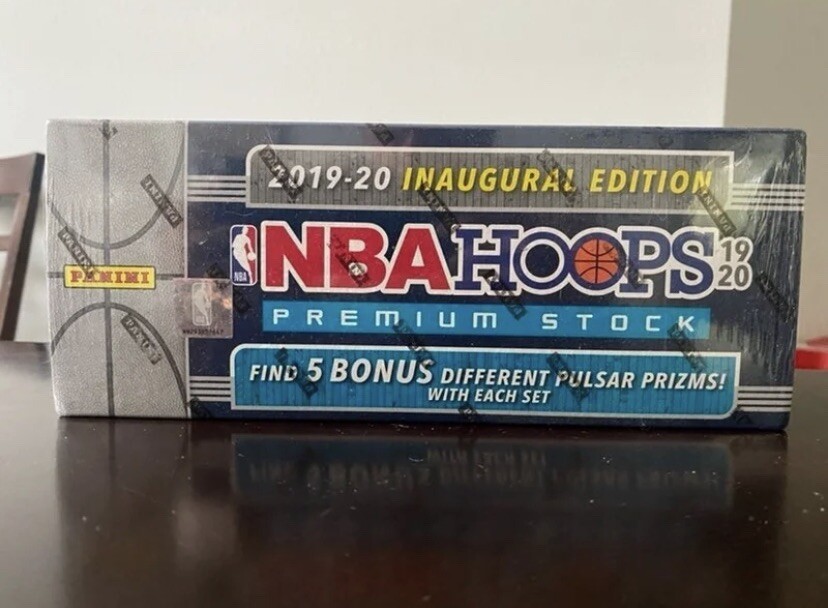 2019-20 INAUGURAL EDITION
NBA NBA HOOPS 19 20
PANINI
PREMIUM STOCK
FIND 5 BONUS DIFFERENT PULSAR PRIZMS!
WITH EACH SET